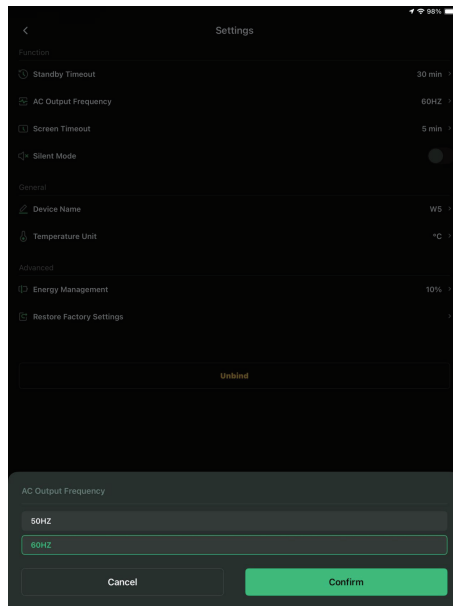 98%
Settings
Function
Standby Timeout 30 min
AC Output Frequency 60HZ
Screen Timeout 5 min
Silent Mode
General
Device Name W5
Temperature Unit °C
Advanced
Energy Management 10%
Restore Factory Settings
Unbind
AC Output Frequency
50HZ
60HZ
Cancel Confirm